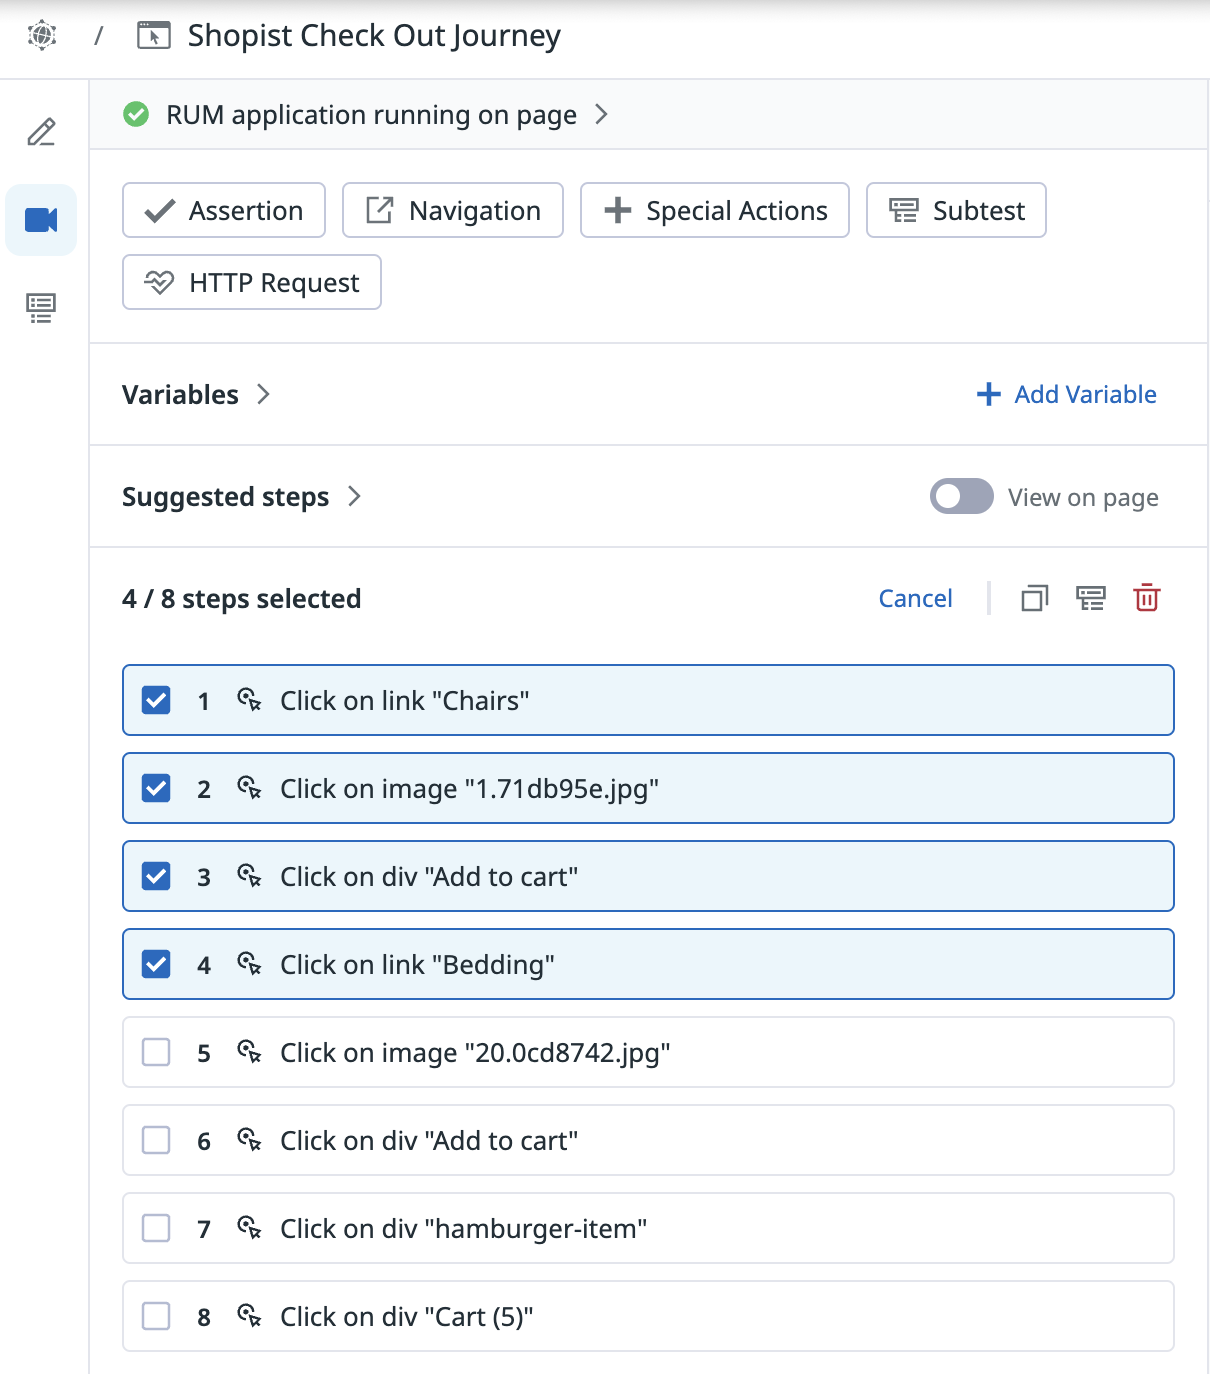 / Shopist Check Out Journey
RUM application running on page
Assertion Navigation Special Actions Subtest
HTTP Request
Variables Add Variable
Suggested steps View on page
4 / 8 steps selected Cancel
1 Click on link "Chairs"
2 Click on image "1.71db95e.jpg"
3 Click on div "Add to cart"
4 Click on link "Bedding"
5 Click on image "20.0cd8742.jpg"
6 Click on div "Add to cart"
7 Click on div "hamburger-item"
8 Click on div "Cart (5)"